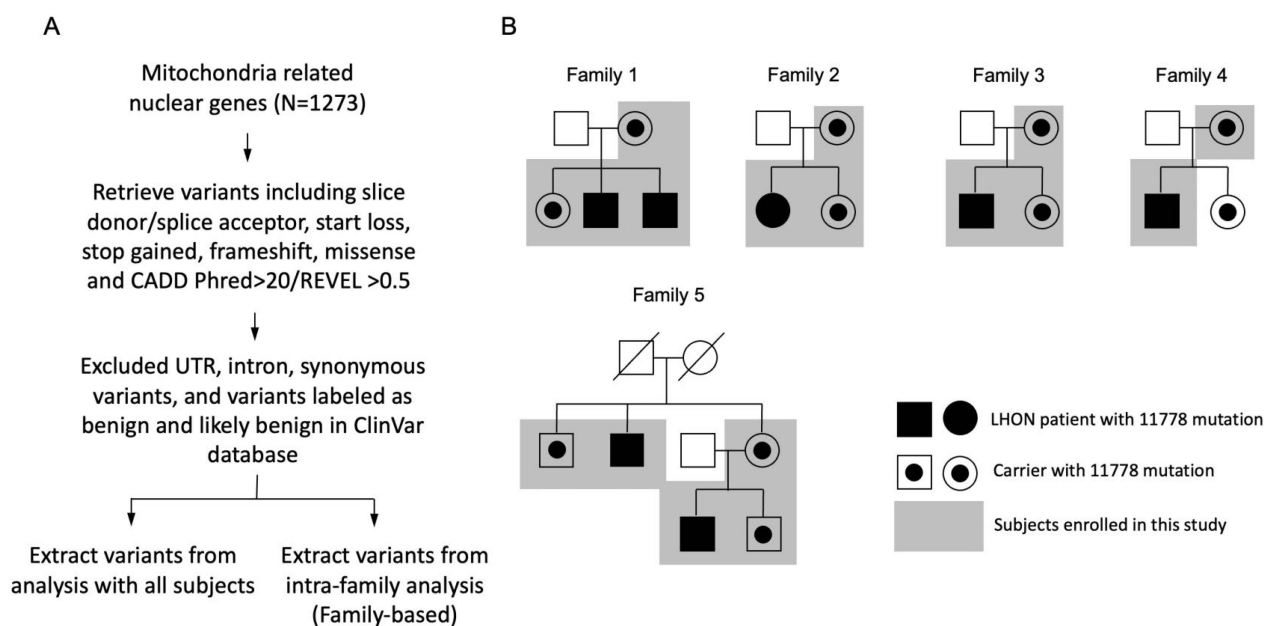 A
Mitochondria related
nuclear genes (N=1273)
Retrieve variants including slice
donor/splice acceptor, start loss,
stop gained, frameshift, missense
and CADD Phred>20/REVEL >0.5
Excluded UTR, intron, synonymous
variants, and variants labeled as
benign and likely benign in ClinVar
database
Extract variants from
analysis with all subjects
Extract variants from
intra-family analysis
(Family-based)
B
Family 1
Family 2
Family 3
Family 4
Family 5
LHON patient with 11778 mutation
Carrier with 11778 mutation
Subjects enrolled in this study